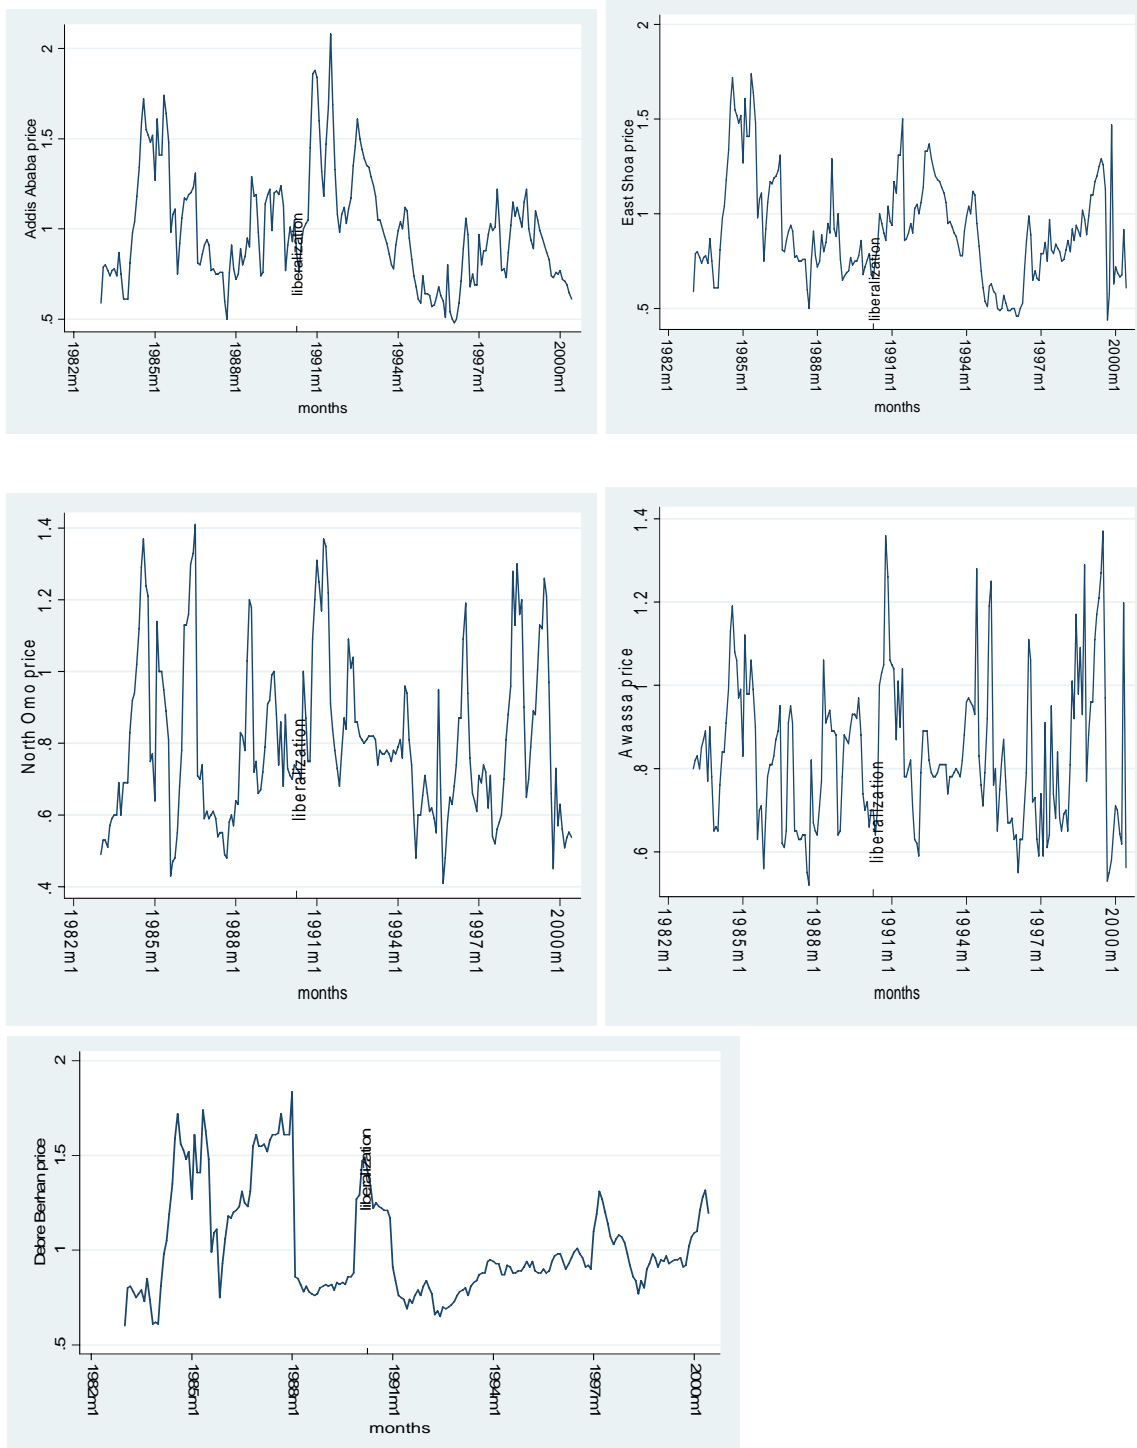 Addis Ababa price
2
1.5
1
.5
liberalization
1982m1 1985m1 1988m1 1991m1 1994m1 1997m1 2000m1
months
East Shoa price
2
1.5
1
.5
liberalization
1982m1 1985m1 1988m1 1991m1 1994m1 1997m1 2000m1
months
North Omo price
1.4
1.2
1
.8
.6
.4
liberalization
1982m1 1985m1 1988m1 1991m1 1994m1 1997m1 2000m1
months
Awassa price
1.4
1.2
1
.8
.6
liberalization
1982m1 1985m1 1988m1 1991m1 1994m1 1997m1 2000m1
months
Debre Berhan price
2
1.5
1
.5
liberalization
1982m1 1985m1 1988m1 1991m1 1994m1 1997m1 2000m1
months